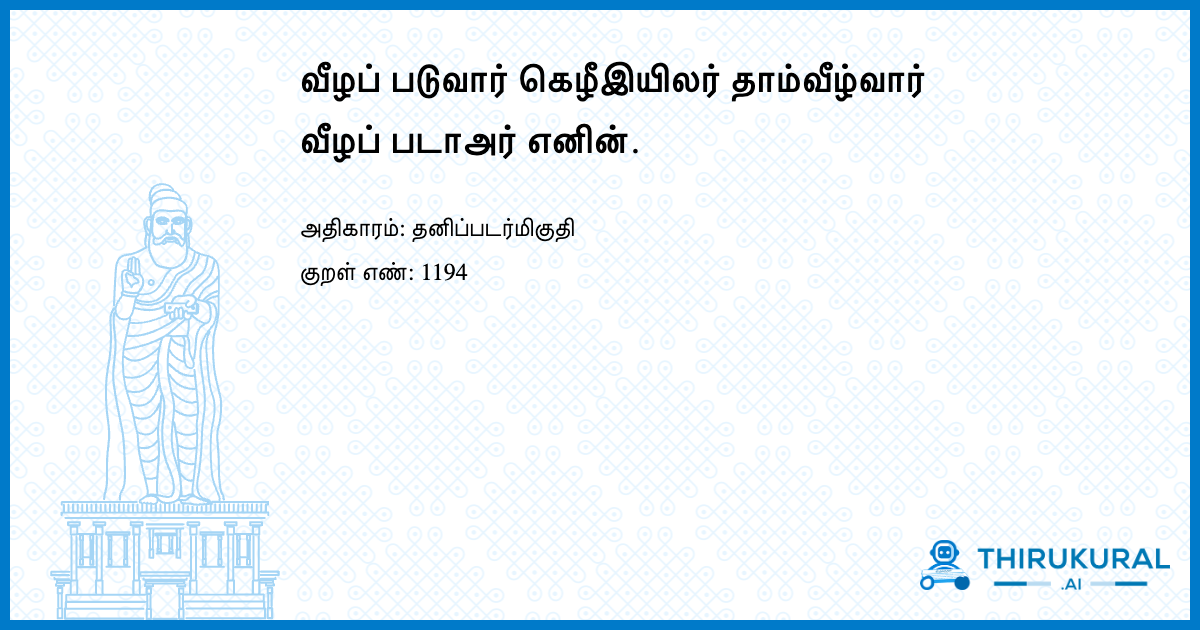 வீழப் படுவார் கெழீஇயிலர் தாம்வீழ்வார்
வீழப் படாஅர் எனின்.
அதிகாரம்: தனிப்படர்மிகுதி
குறள் எண்: 1194
THIRUKURAL
.AI